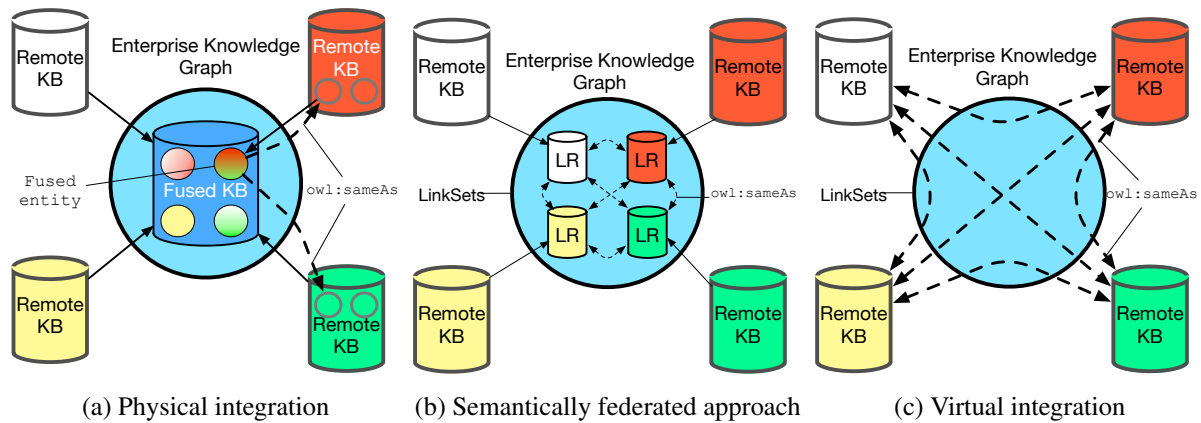 Remote
KB
Enterprise Knowledge
Graph
Remote
KB
Fused
entity
Fused KB
owl:sameAs
Remote
KB
Remote
KB
(a) Physical integration
Remote
KB
Enterprise Knowledge
Graph
Remote
KB
LR
LR
LinkSets
owl:sameAs
LR
LR
Remote
KB
Remote
KB
(b) Semantically federated approach
Remote
KB
Enterprise Knowledge
Graph
Remote
KB
LinkSets
owl:sameAs
Remote
KB
Remote
KB
(c) Virtual integration